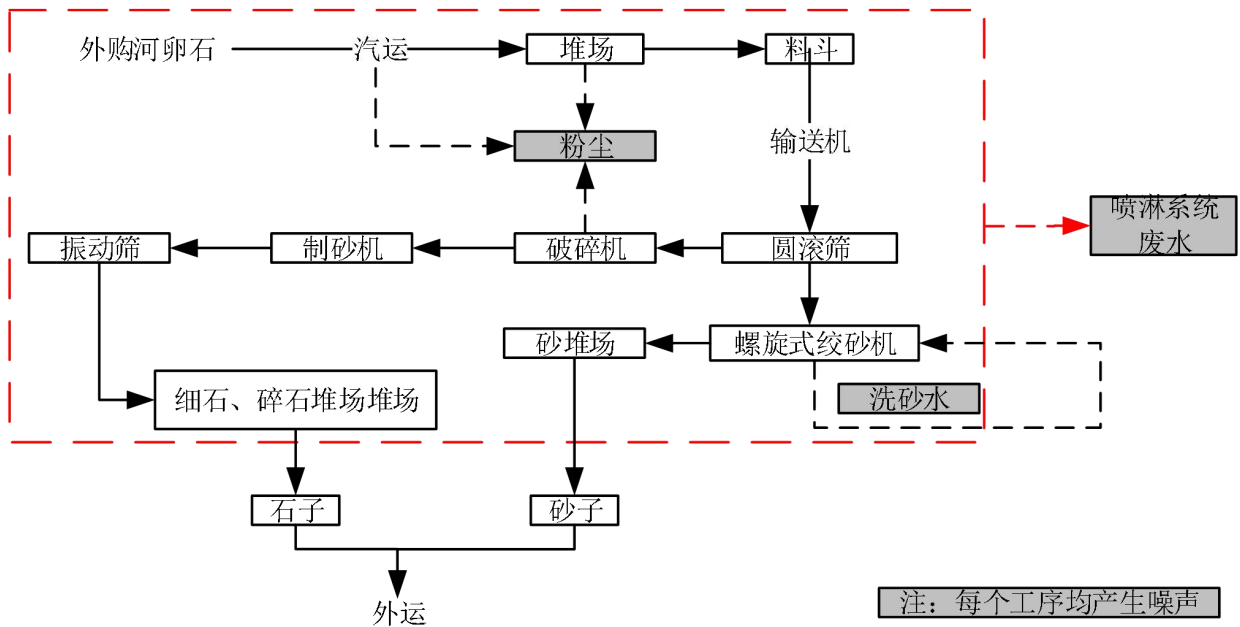 外购河卵石
汽运
堆场
料斗
粉尘
输送机
喷淋系统
废水
振动筛
制砂机
破碎机
圆滚筛
砂堆场
螺旋式绞砂机
细石、碎石堆场堆场
洗砂水
石子
砂子
外运
注：每个工序均产生噪声